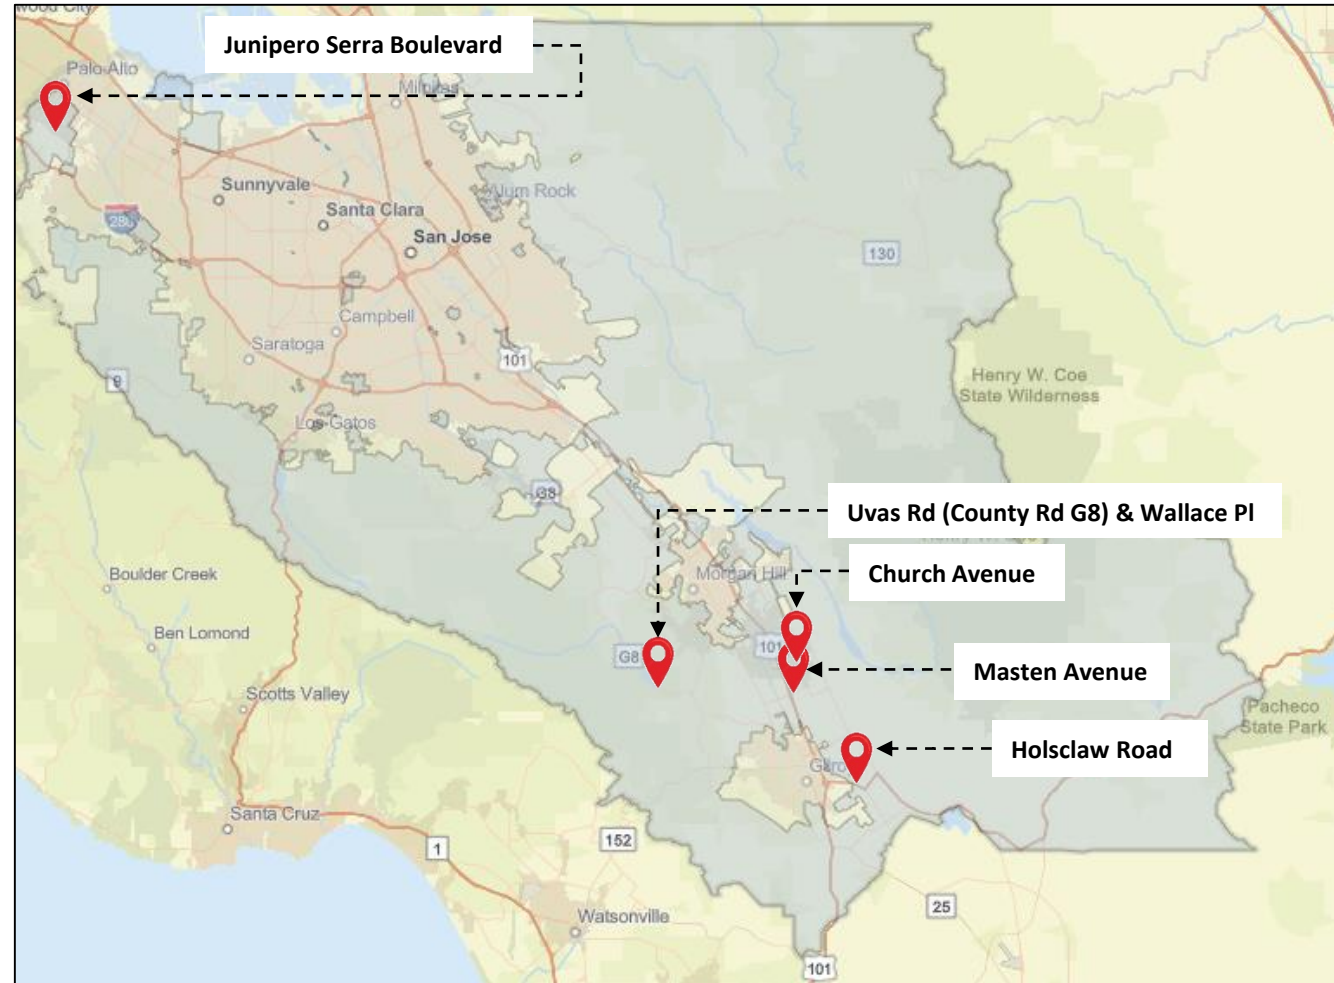 wood City
Junipero Serra Boulevard
Palo Alto
Milpitas
Sunnyvale
Alum Rock
Santa Clara
280
San Jose
130
Campbell
Saratoga
101
9
Henry W. Coe
State Wilderness
Los Gatos
G8
Uvas Rd (County Rd G8) & Wallace Pl
Church Avenue
Boulder Creek
Morgan Hill
Ben Lomond
G8
101
Masten Avenue
Scotts Valley
Pacheco
State Park
Holsclaw Road
Gilroy
Santa Cruz
1
152
25
Watsonville
101